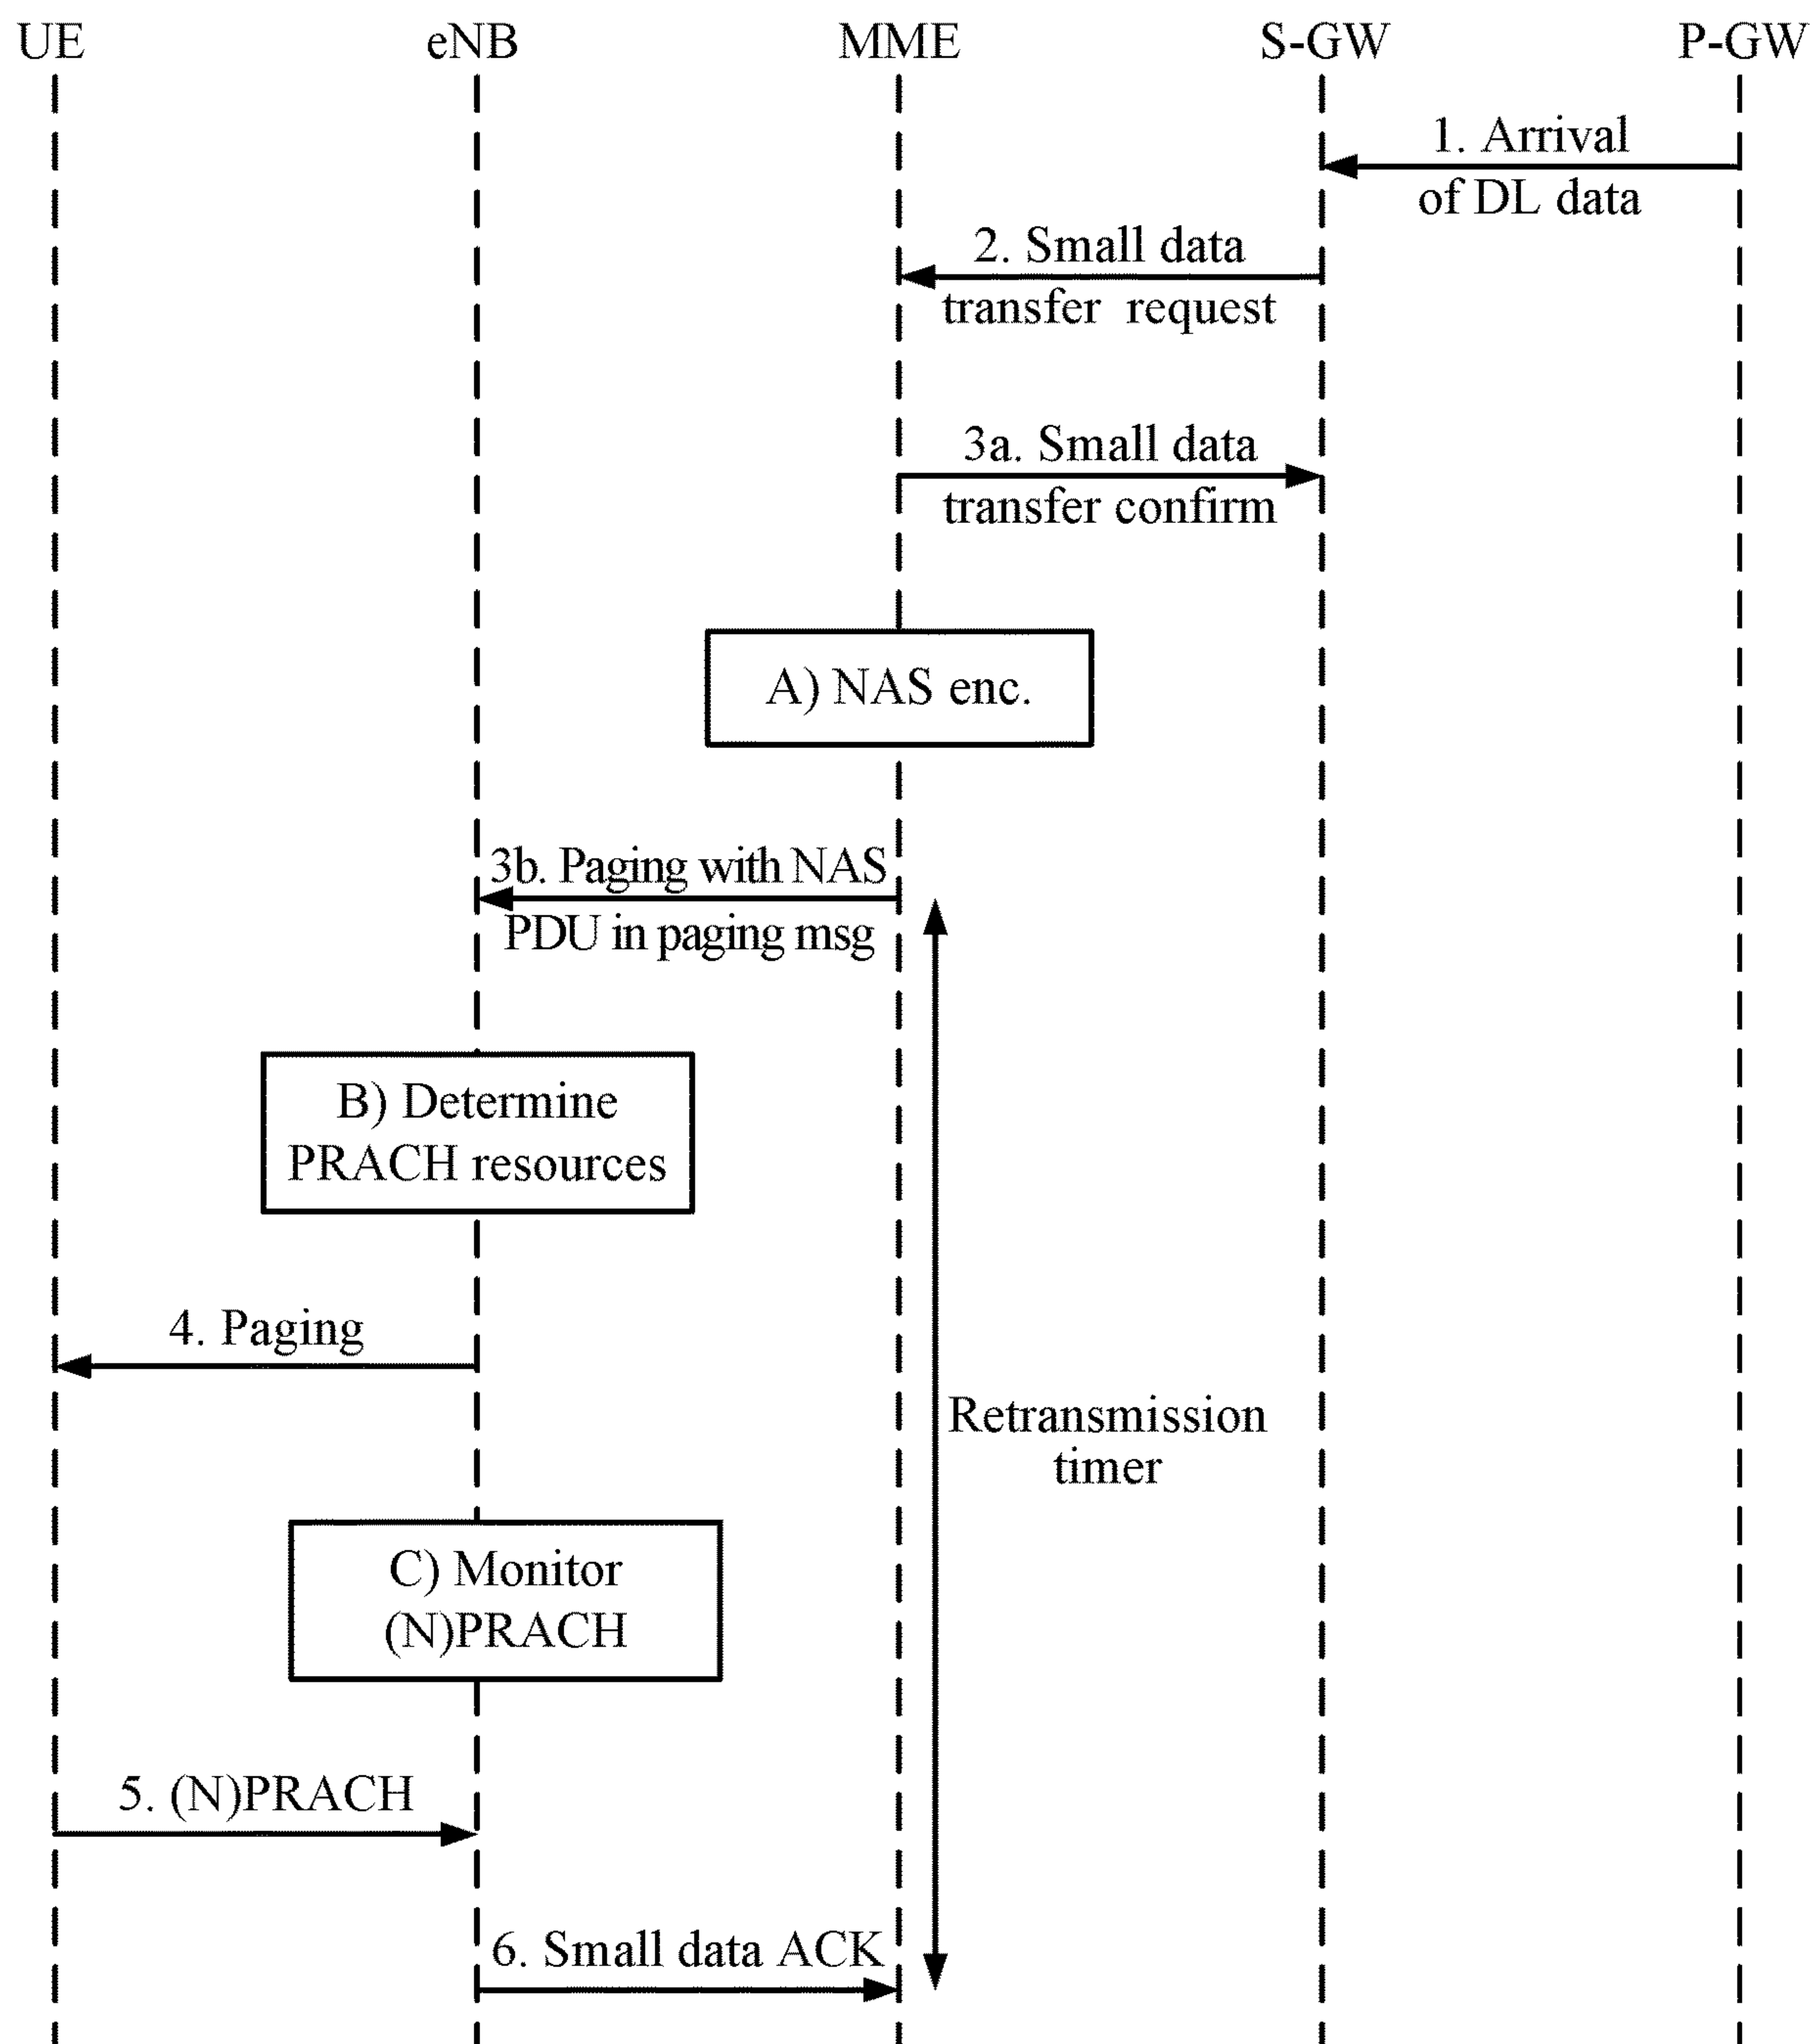 UE eNB MME S-GW P-GW
1. Arrival
of DL data
2. Small data
transfer request
3a. Small data
transfer confirm
A) NAS enc.
3b. Paging with NAS
PDU in paging msg
B) Determine
PRACH resources
4. Paging
Retransmission
timer
C) Monitor
(N)PRACH
5. (N)PRACH
6. Small data ACK